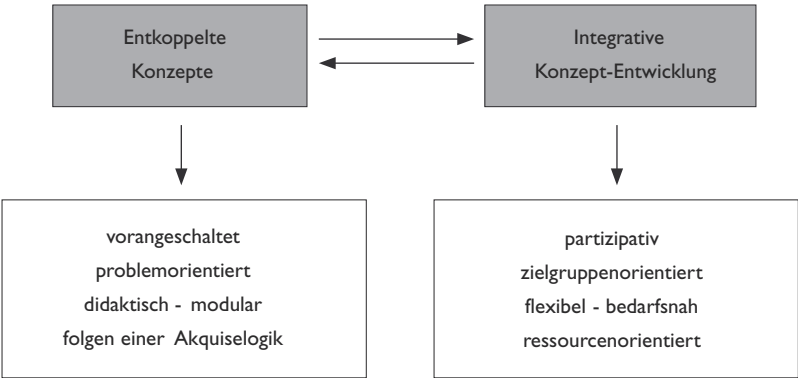 Entkoppelte
Konzepte
Integrative
Konzept-Entwicklung
vorangeschaltet
problemorientiert
didaktisch - modular
folgen einer Akquiselogik
partizipativ
zielgruppenorientiert
flexibel - bedarfsnah
ressourcenorientiert